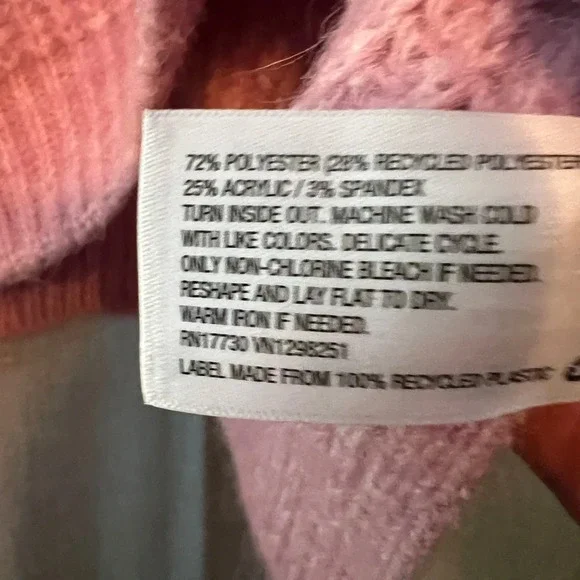 72% POLYESTER (28% RECYCLED POLYESTER
25% ACRYLIC / 3% SPANDEX
TURN INSIDE OUT. MACHINE WASH COLD
WITH LIKE COLORS. DELICATE CYCLE.
ONLY NON-CHLORINE BLEACH IF NEEDED.
RESHAPE AND LAY FLAT TO DRY.
WARM IRON IF NEEDED.
RN17730 VN1298251
LABEL MADE FROM 100% RECYCLED PLASTIC